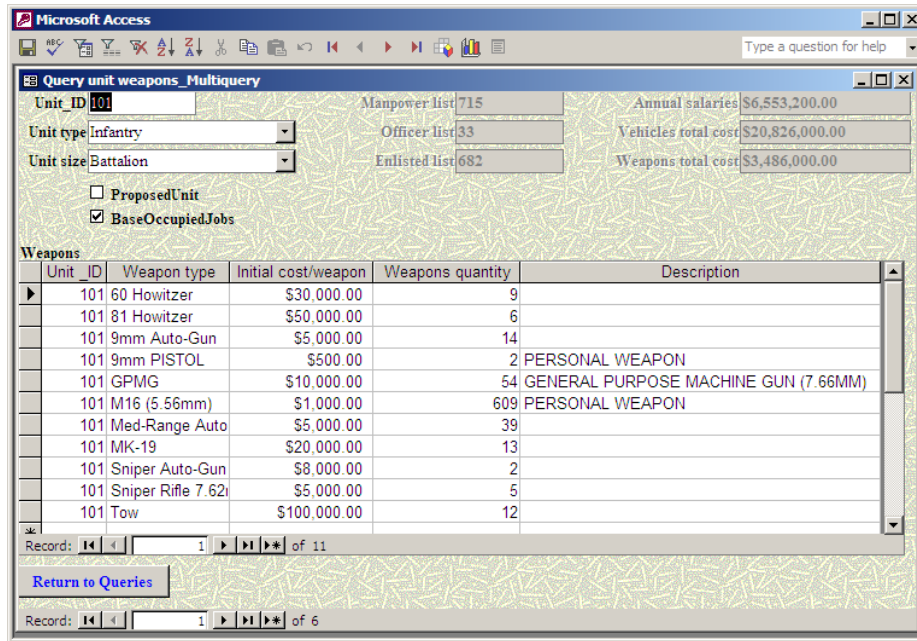 Microsoft Access
Type a question for help
Query unit weapons_Multiquery
Unit_ID 101 Manpower list 715 Annual salaries $6,553,200.00
Unit type Infantry Officer list 33 Vehicles total cost $20,826,000.00
Unit size Battalion Enlisted list 682 Weapons total cost $3,486,000.00
ProposedUnit
BaseOccupiedJobs
Weapons
Unit _ID Weapon type Initial cost/weapon Weapons quantity Description
101 60 Howitzer $30,000.00 9
101 81 Howitzer $50,000.00 6
101 9mm Auto-Gun $5,000.00 14
101 9mm PISTOL $500.00 2 PERSONAL WEAPON
101 GPMG $10,000.00 54 GENERAL PURPOSE MACHINE GUN (7.66MM)
101 M16 (5.56mm) $1,000.00 609 PERSONAL WEAPON
101 Med-Range Auto $5,000.00 39
101 MK-19 $20,000.00 13
101 Sniper Auto-Gun $8,000.00 2
101 Sniper Rifle 7.62 $5,000.00 5
101 Tow $100,000.00 12
Record: 1 of 11
Return to Queries
Record: 1 of 6